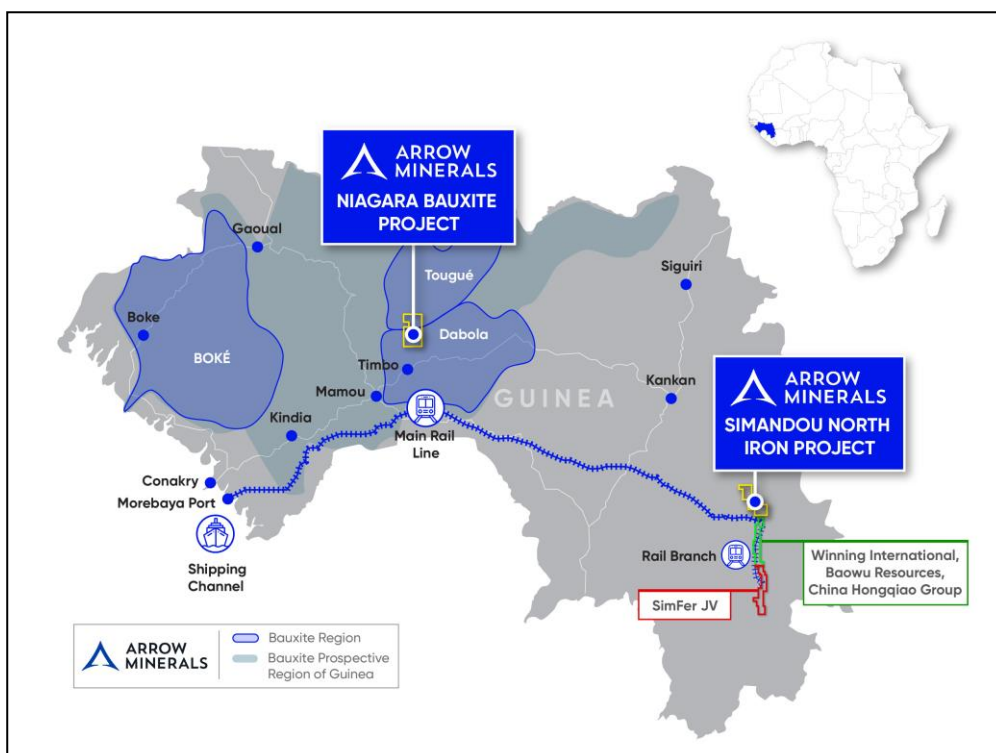 ARROW
MINERALS
NIAGARA BAUXITE
PROJECT
Gaoual
Tougué
Siguiri
Boke
BOKÉ
Dabola
Timbo
Mamou
GUINEA
Kankan
ARROW
MINERALS
SIMANDOU NORTH
IRON PROJECT
Kindia
Main Rail
Line
Conakry
Morebaya Port
Shipping
Channel
Rail Branch
Winning International,
Baowu Resources,
China Hongqiao Group
SimFer JV
ARROW
MINERALS
Bauxite Region
Bauxite Prospective
Region of Guinea